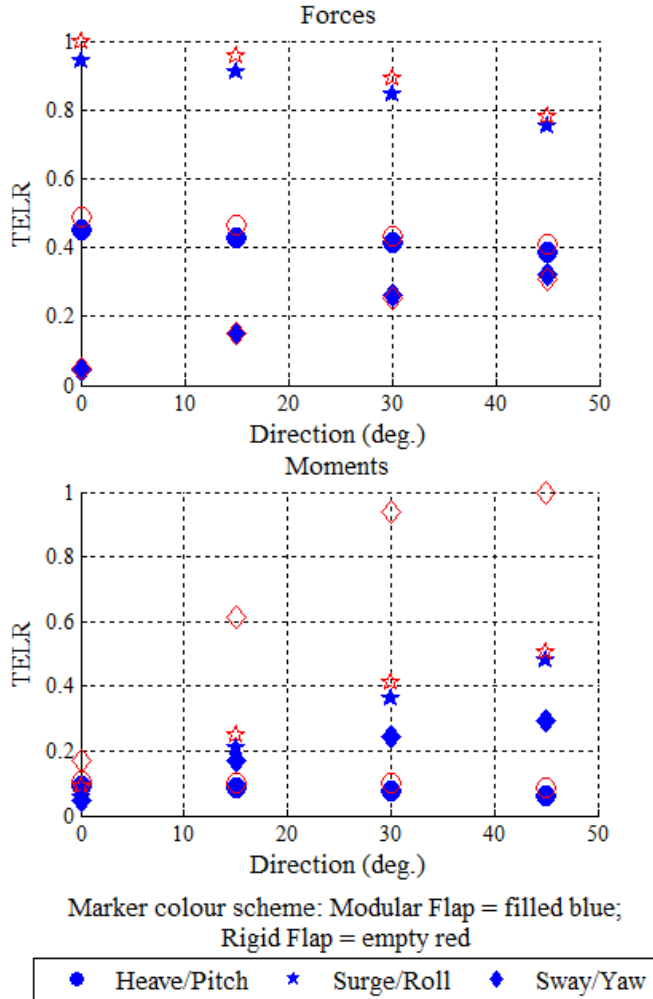 Forces
1
0.8
0.6
0.4
0.2
0
TELR
0 10 20 30 40 50
Direction (deg.)
Moments
1
0.8
0.6
0.4
0.2
0
TELR
0 10 20 30 40 50
Direction (deg.)
Marker colour scheme: Modular Flap = filled blue;
Rigid Flap = empty red
Heave/Pitch Surge/Roll Sway/Yaw